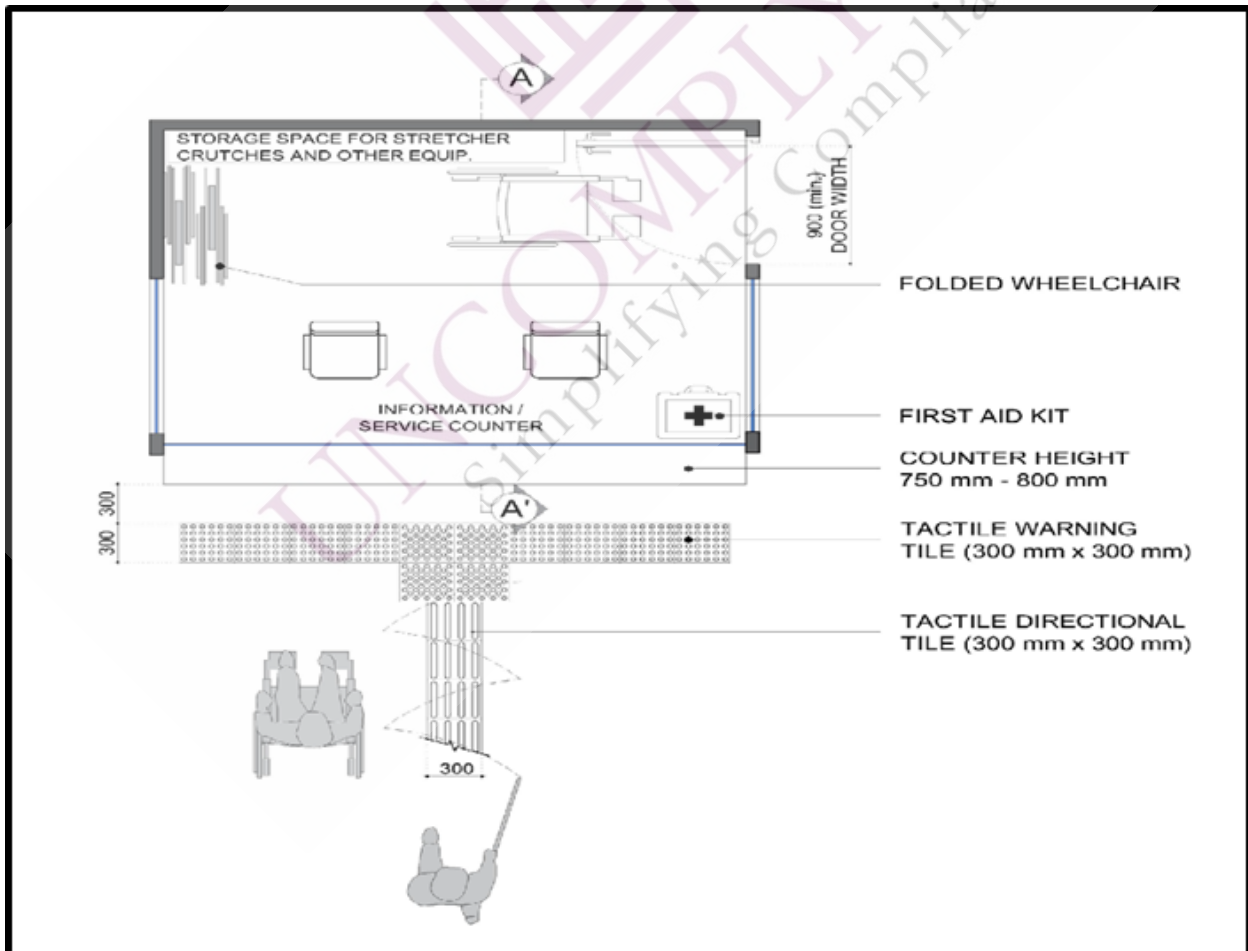 A
STORAGE SPACE FOR STRETCHER
CRUTCHES AND OTHER EQUIP.
900 (min.)
DOOR WIDTH
FOLDED WHEELCHAIR
INFORMATION /
SERVICE COUNTER
FIRST AID KIT
COUNTER HEIGHT
750 mm - 800 mm
300
A'
300
TACTILE WARNING
TILE (300 mm x 300 mm)
TACTILE DIRECTIONAL
TILE (300 mm x 300 mm)
300
UNCOMPLY
Simplifying Complia